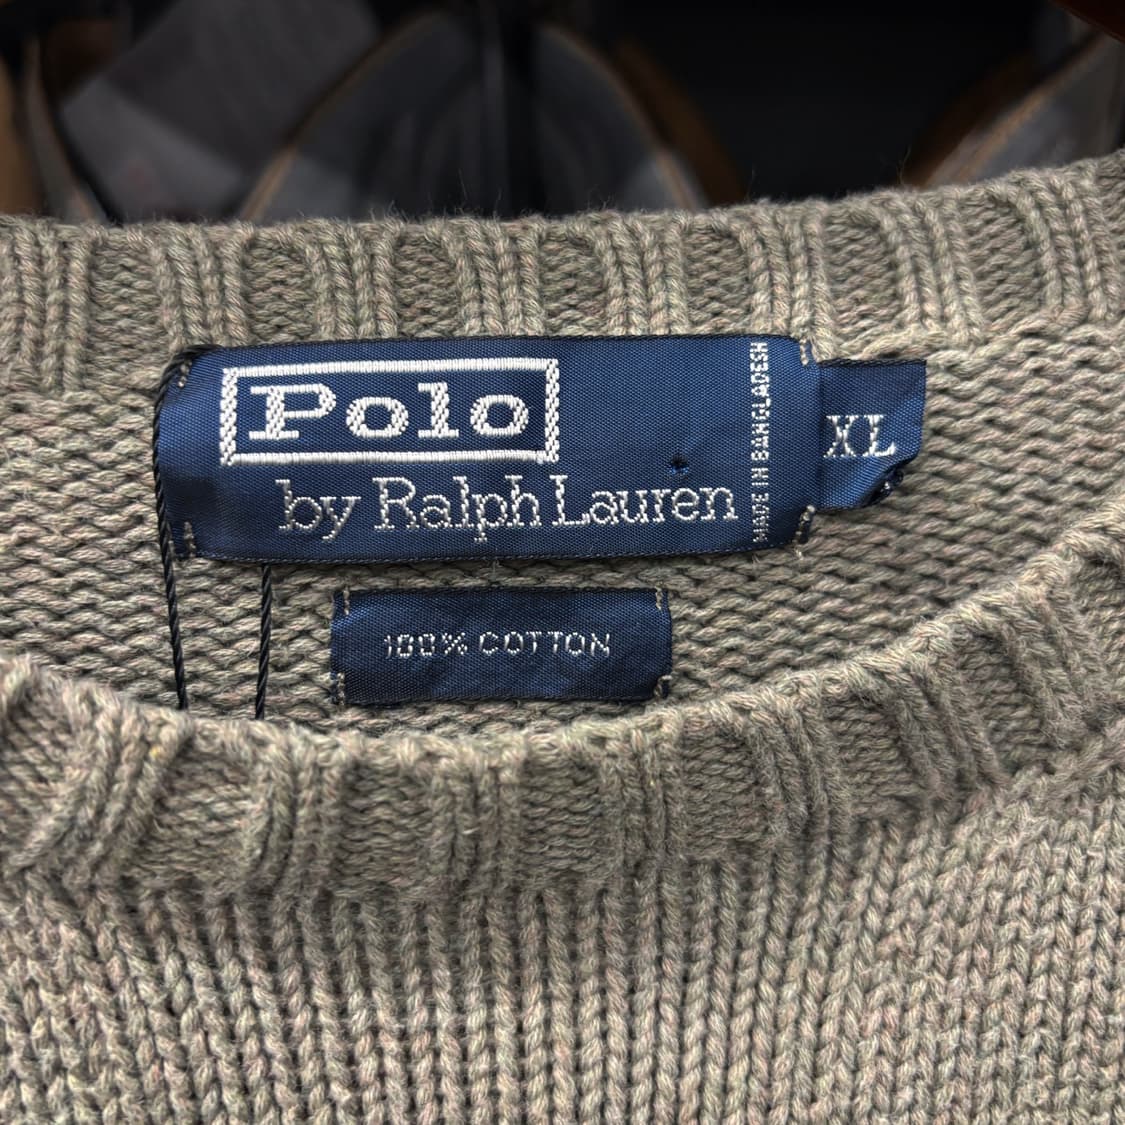 Polo
by Ralph Lauren
MADE IN BANGLADESH
XL
100% COTTON